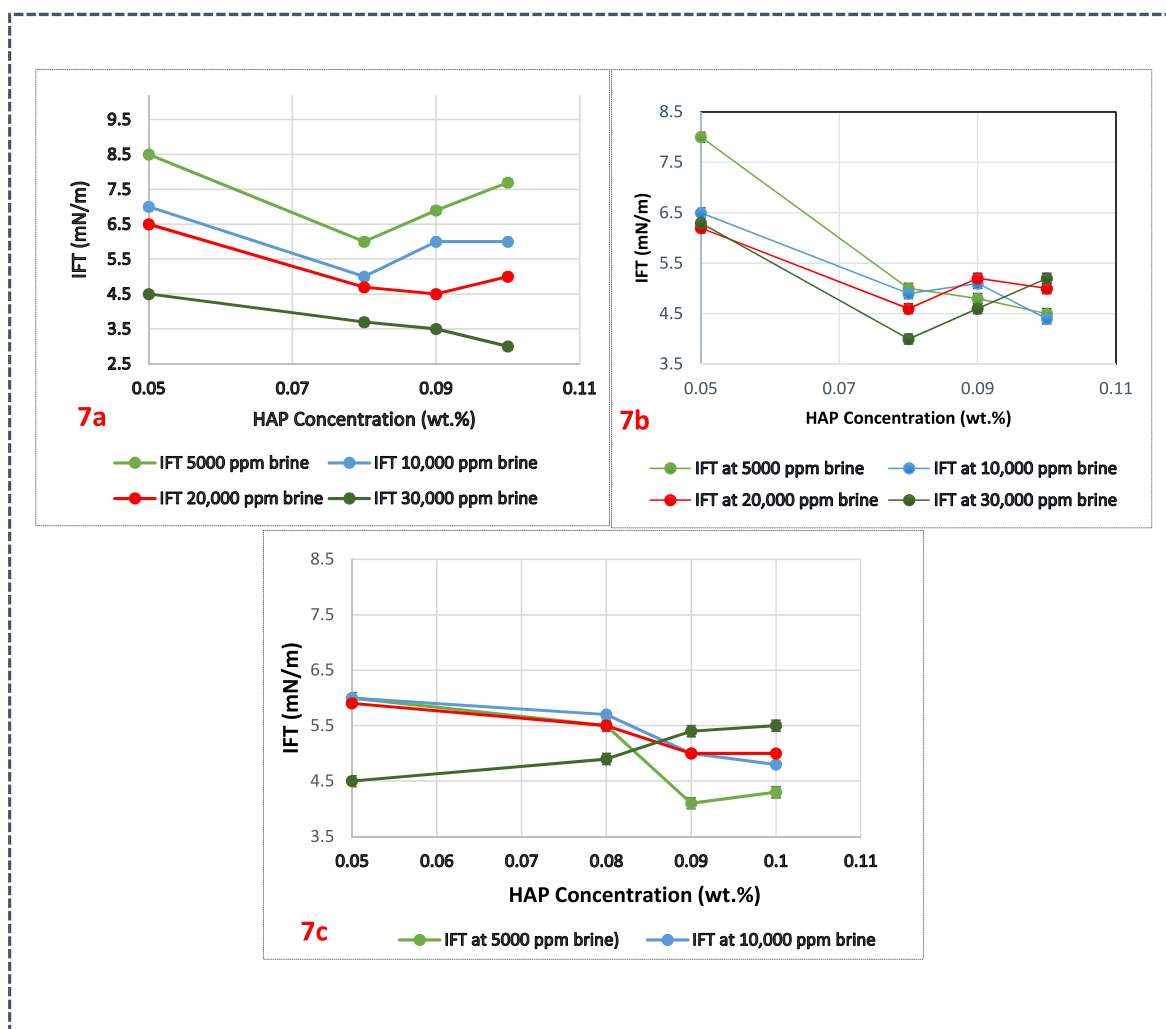 9.5
8.5
7.5
6.5
5.5
4.5
3.5
2.5
IFT (mN/m)
0.05 0.07 0.09 0.11
HAP Concentration (wt.%)
7a
IFT 5000 ppm brine IFT 10,000 ppm brine
IFT 20,000 ppm brine IFT 30,000 ppm brine
8.5
7.5
6.5
5.5
4.5
3.5
IFT (mN/m)
0.05 0.07 0.09 0.11
HAP Concentration (wt.%)
7b
IFT at 5000 ppm brine IFT at 10,000 ppm brine
IFT at 20,000 ppm brine IFT at 30,000 ppm brine
8.5
7.5
6.5
5.5
4.5
3.5
IFT (mN/m)
0.05 0.06 0.07 0.08 0.09 0.1 0.11
HAP Concentration (wt.%)
7c
IFT at 5000 ppm brine) IFT at 10,000 ppm brine